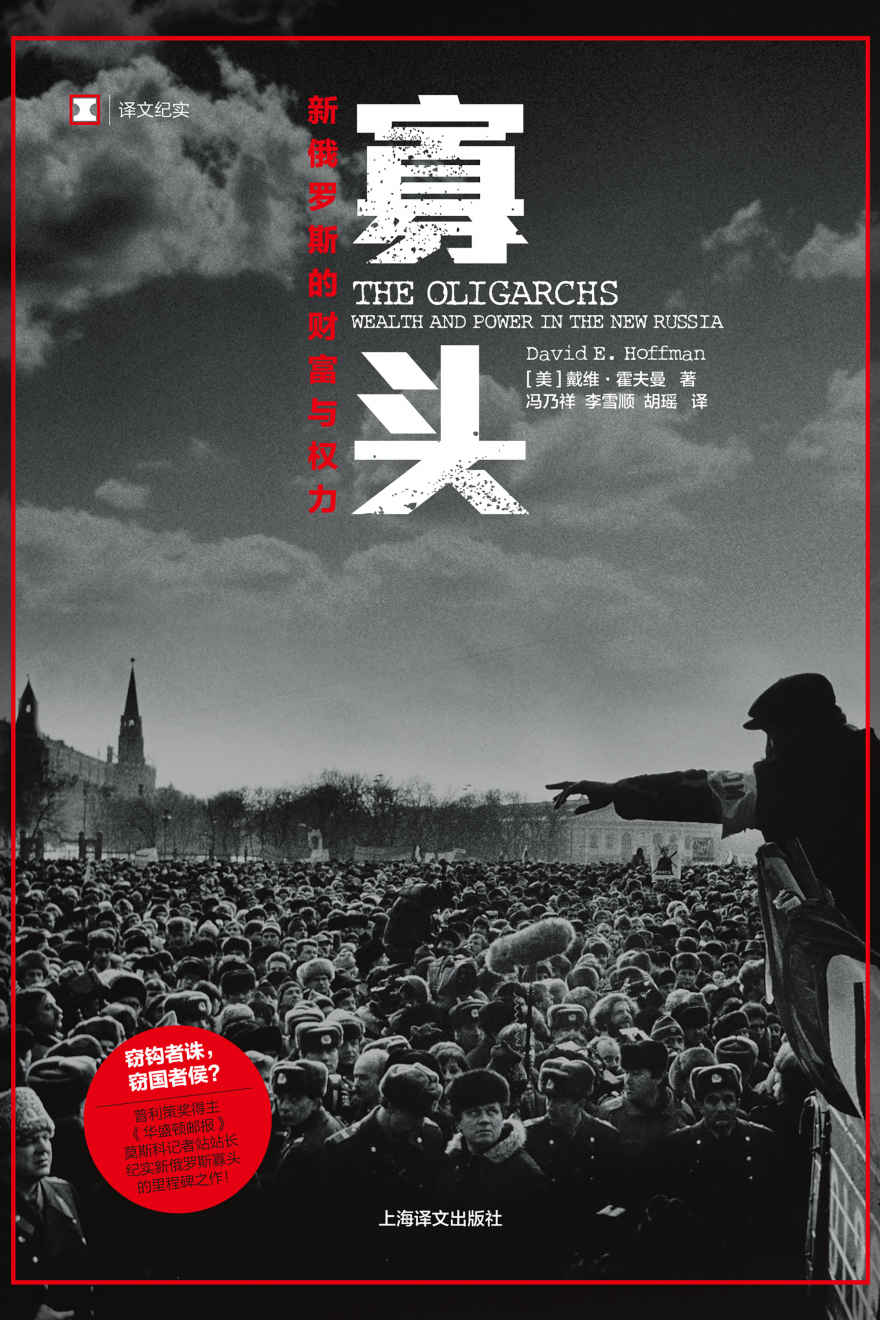 译文纪实
新俄罗斯的财富与权力
寡头
THE OLIGARCHS
WEALTH AND POWER IN THE NEW RUSSIA
David E. Hoffman
[美]戴维·霍夫曼 著
冯乃祥 李雪顺 胡瑶 译
窃钩者诛，
窃国者侯？
普利策奖得主
《华盛顿邮报》
莫斯科记者站站长
纪实新俄罗斯寡头
的里程碑之作！
上海译文出版社